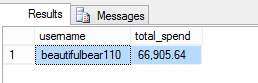 Results Messages
username total_spend
1 beautifulbear110 66,905.64